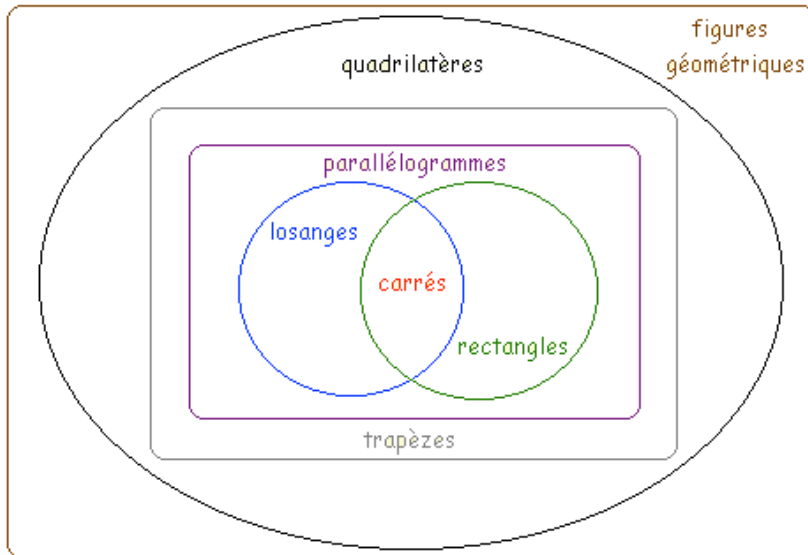 figures
géométriques
quadrilatères
parallélogrammes
losanges
carrés
rectangles
trapèzes